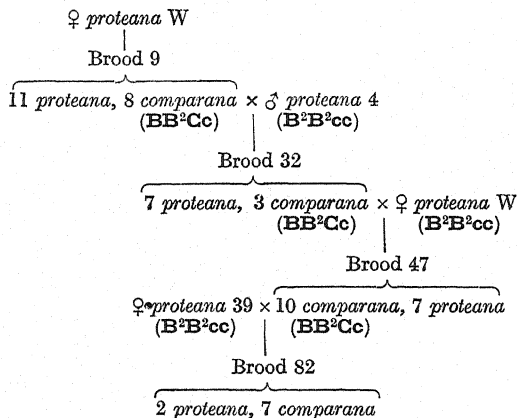 ♀ proteana W
Brood 9
11 proteana, 8 comparana × ♂ proteana 4
(BB²Cc) (B²B²cc)
Brood 32
7 proteana, 3 comparana × ♀ proteana W
(BB²Cc) (B²B²cc)
Brood 47
♀ proteana 39 × 10 comparana, 7 proteana
(B²B²cc) (BB²Cc)
Brood 82
2 proteana, 7 comparana